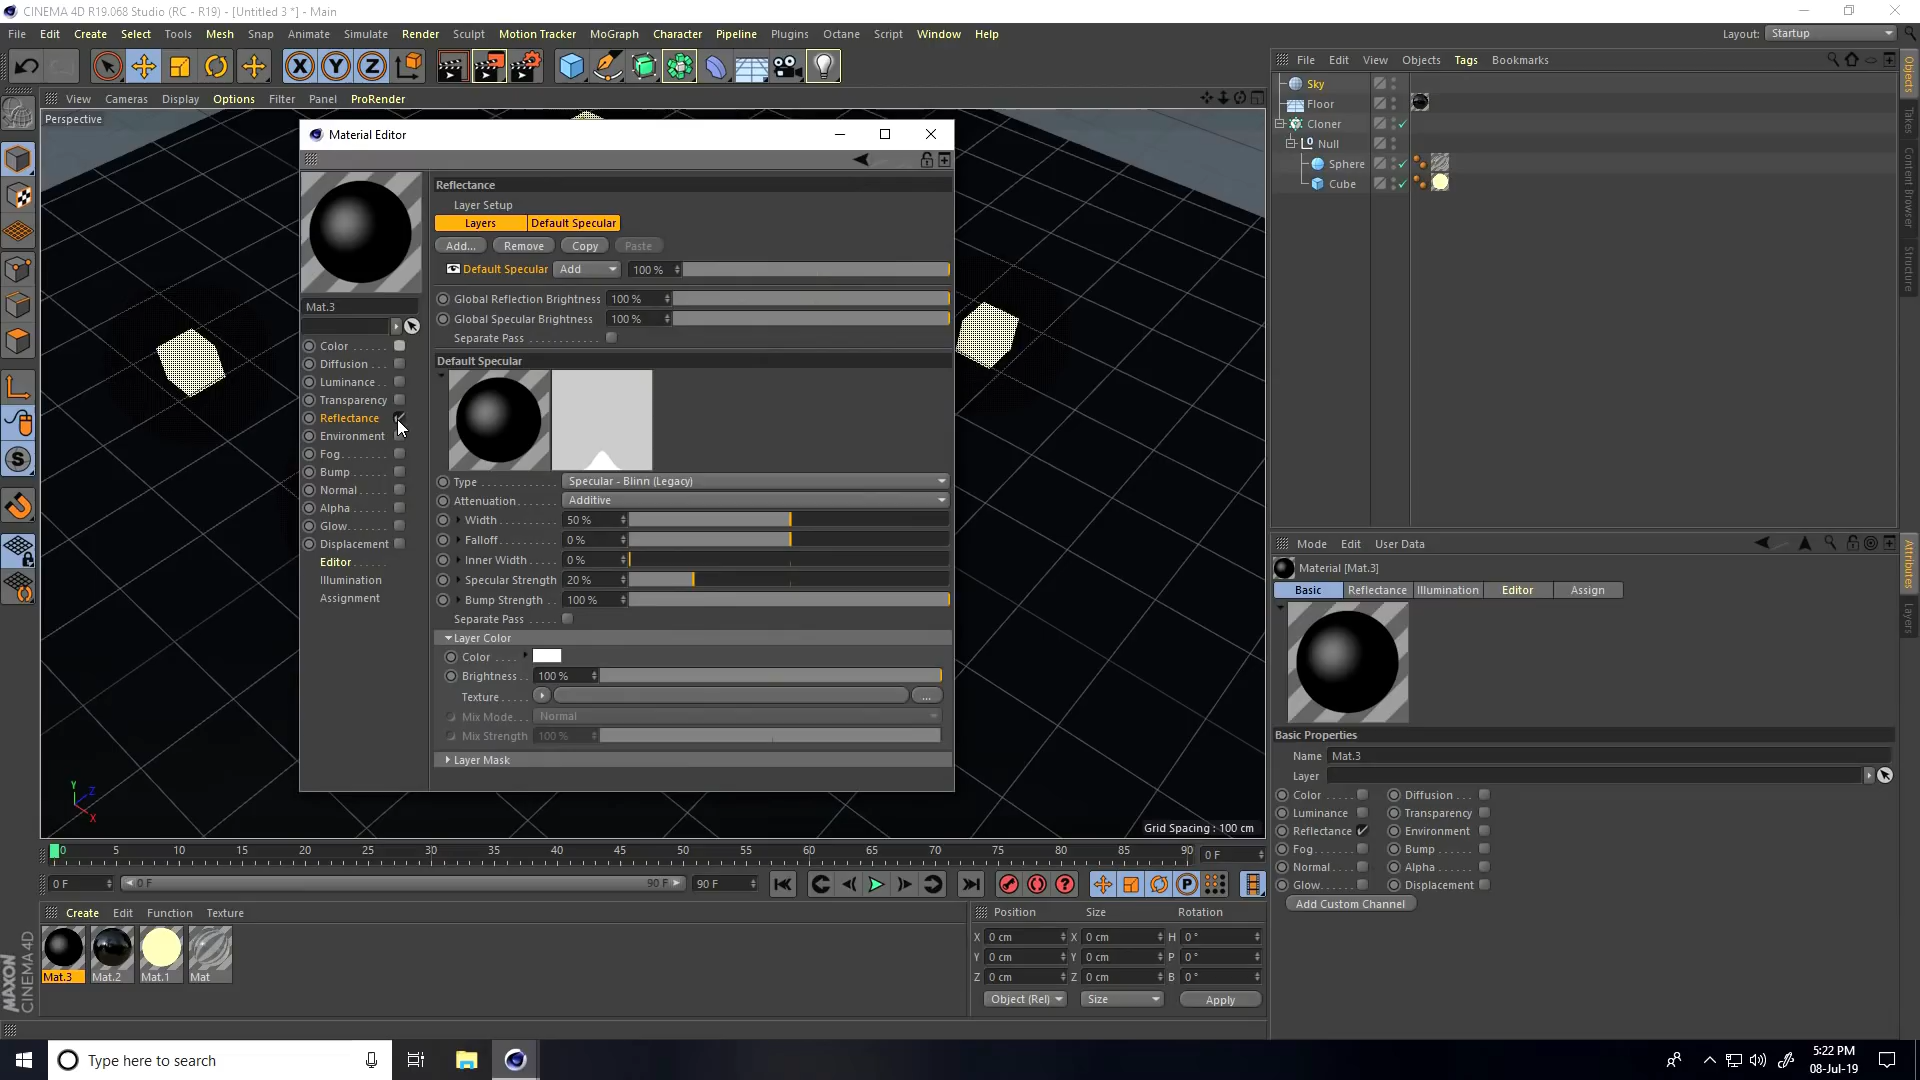 CINEMA 4D R19.068 Studio (RC - R19) - [Untitled 3 *] - Main
File Edit Create Select Tools Mesh Snap Animate Simulate Render Sculpt Motion Tracker MoGraph Character Pipeline Plugins Octane Script Window Help Layout: Startup
File Edit View Objects Tags Bookmarks
View Cameras Display Options Filter Panel ProRender
Perspective
Sky
Floor
Cloner
Null
Sphere
Cube
Objects
Takes
Content Browser
Structure
Material Editor
Mat.3
Color
Diffusion
Luminance
Transparency
Reflectance
Environment
Fog
Bump
Normal
Alpha
Glow
Displacement
Editor
Illumination
Assignment
Reflectance
Layer Setup
Layers Default Specular
Add... Remove Copy Paste
Default Specular Add 100 %
Global Reflection Brightness 100 %
Global Specular Brightness 100 %
Separate Pass
Default Specular
Type Specular - Blinn (Legacy)
Attenuation Additive
Width 50 %
Falloff 0 %
Inner Width 0 %
Specular Strength 20 %
Bump Strength 100 %
Separate Pass
Layer Color
Color
Brightness 100 %
Texture ...
Mix Mode Normal
Mix Strength 100 %
Layer Mask
Y Z X
Grid Spacing : 100 cm
Mode Edit User Data
Material [Mat.3]
Basic Reflectance Illumination Editor Assign
Basic Properties
Name Mat.3
Layer
Color Diffusion
Luminance Transparency
Reflectance Environment
Fog Bump
Normal Alpha
Glow Displacement
Add Custom Channel
Attributes
Layers
0 5 10 15 20 25 30 35 40 45 50 55 60 65 70 75 80 85 90 0 F
0 F 0 F 90 F 90 F
Create Edit Function Texture
Mat.3 Mat.2 Mat.1 Mat
Position Size Rotation
X 0 cm X 0 cm H 0 °
Y 0 cm Y 0 cm P 0 °
Z 0 cm Z 0 cm B 0 °
Object (Rel) Size Apply
MAXON
CINEMA 4D
Type here to search
5:22 PM
08-Jul-19